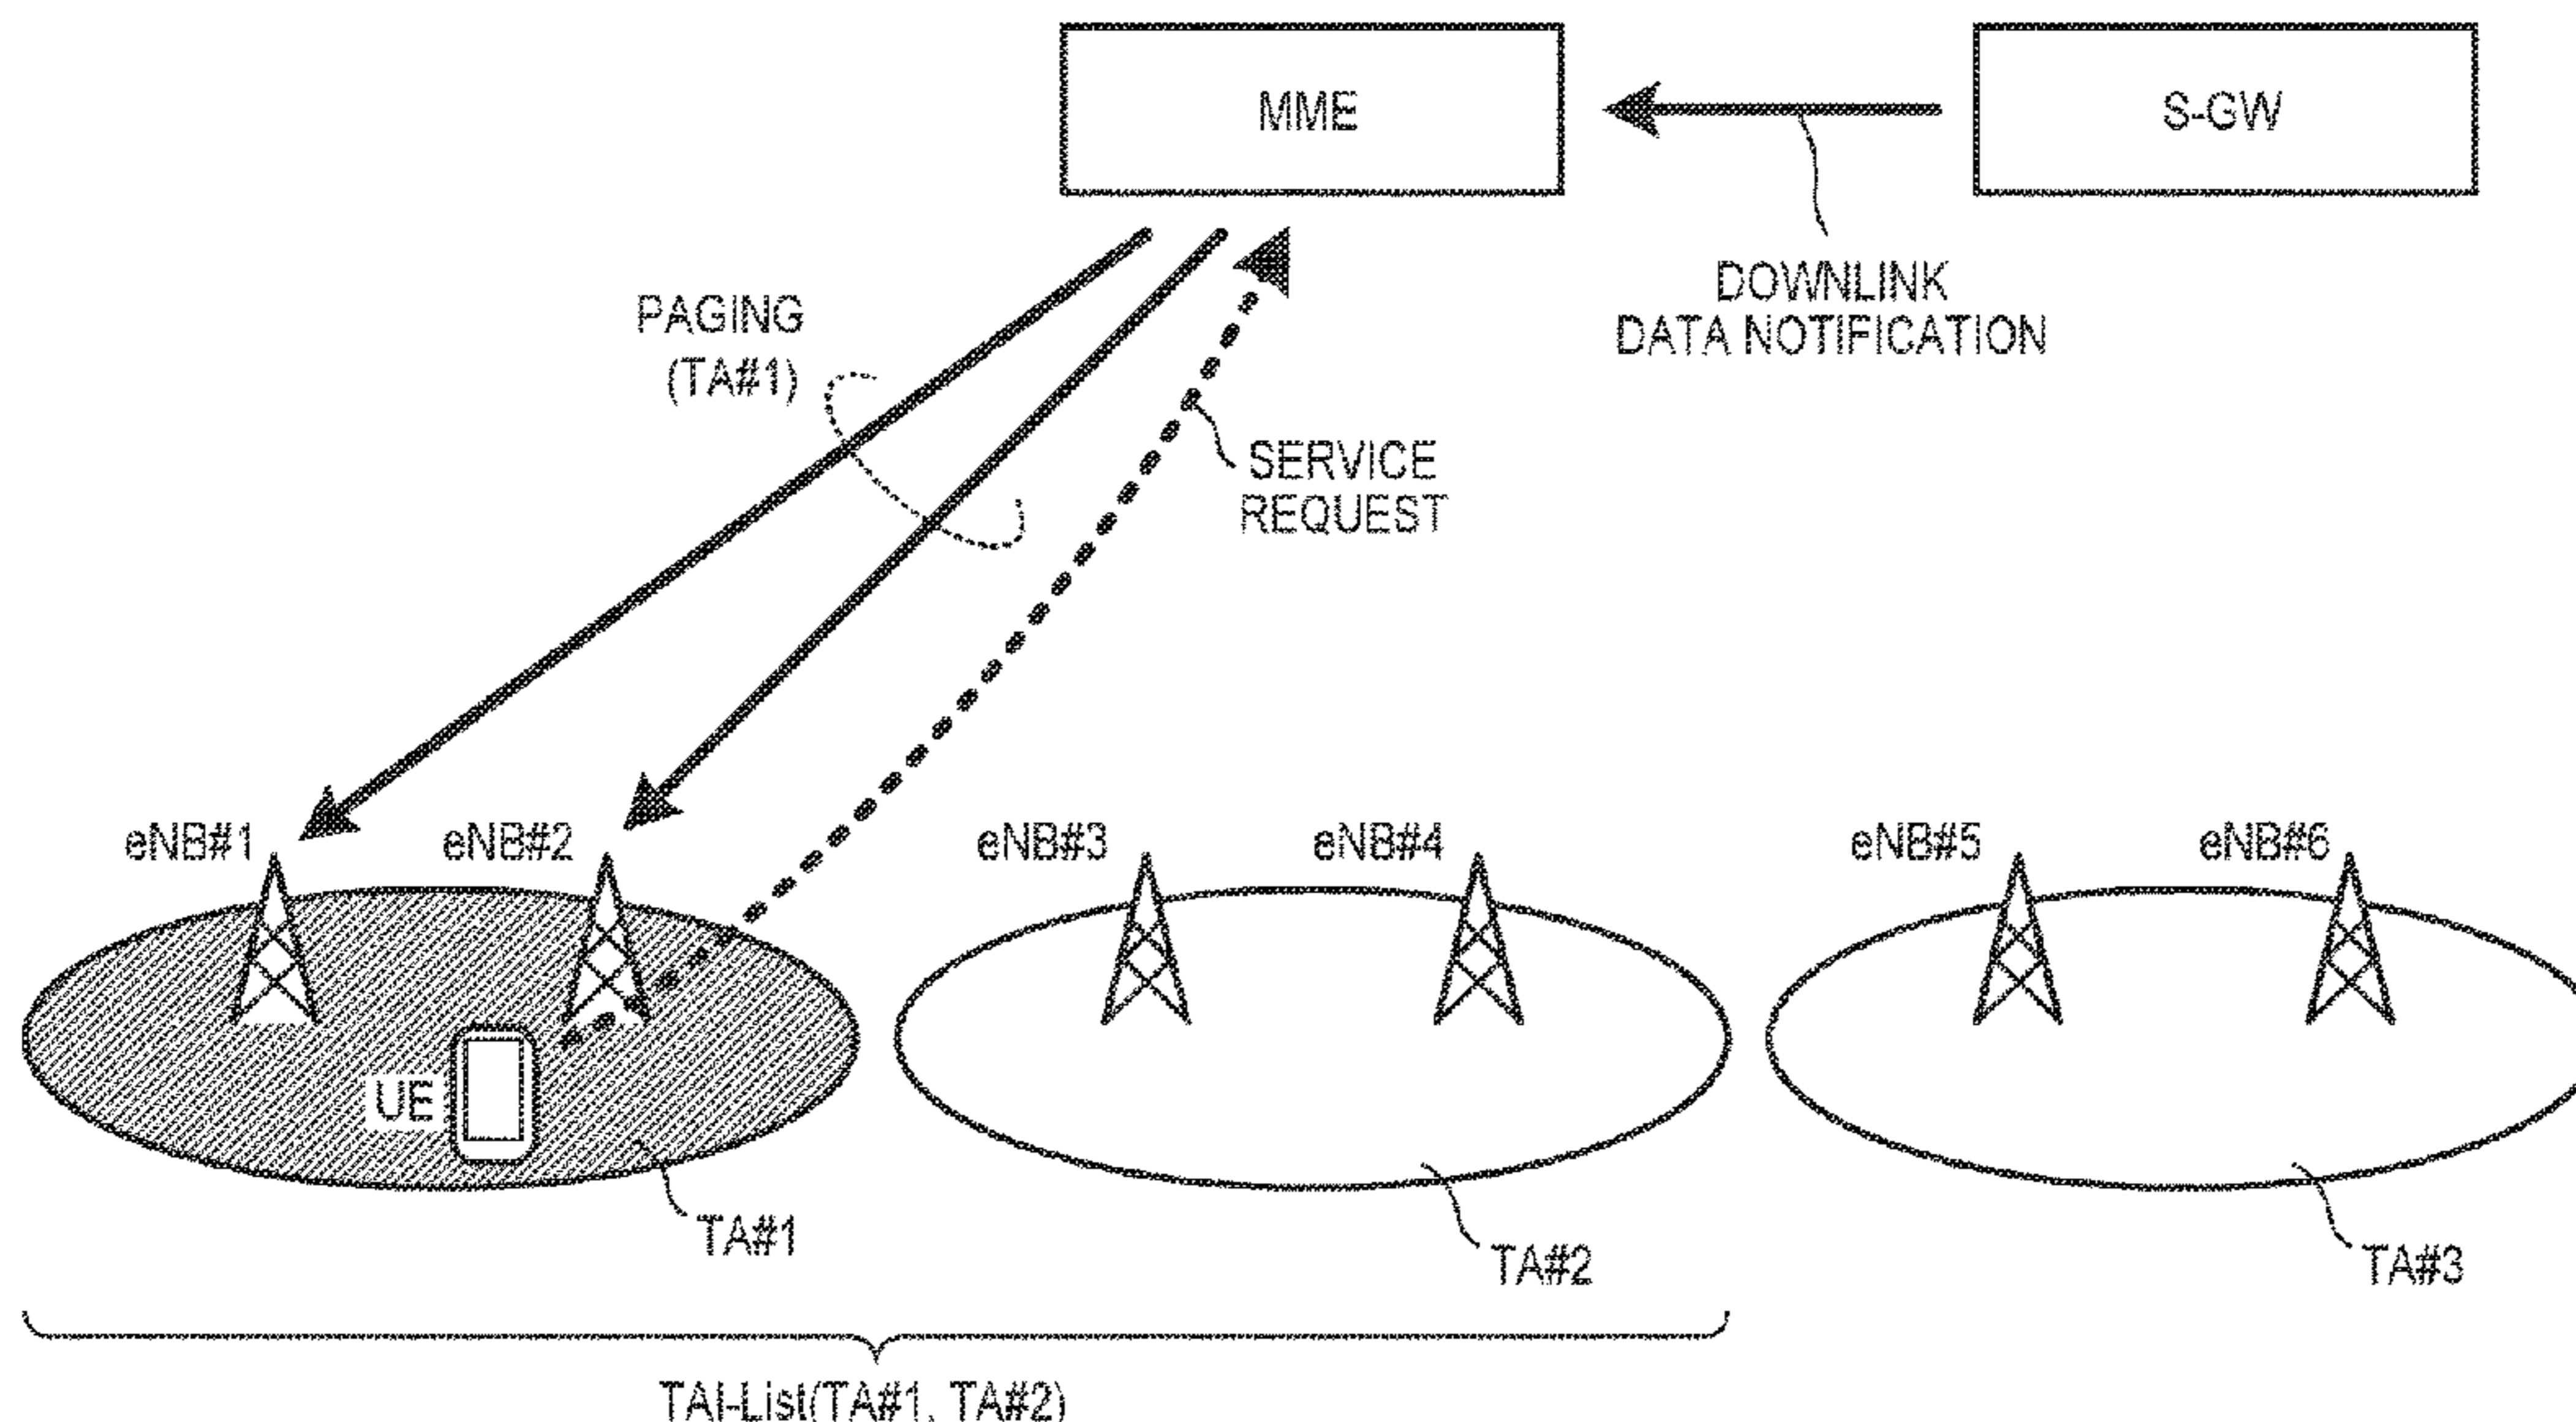 MME
S-GW
DOWNLINK
DATA NOTIFICATION
PAGING
(TA#1)
SERVICE
REQUEST
eNB#1
eNB#2
eNB#3
eNB#4
eNB#5
eNB#6
UE
TA#1
TA#2
TA#3
TAI-List(TA#1, TA#2)